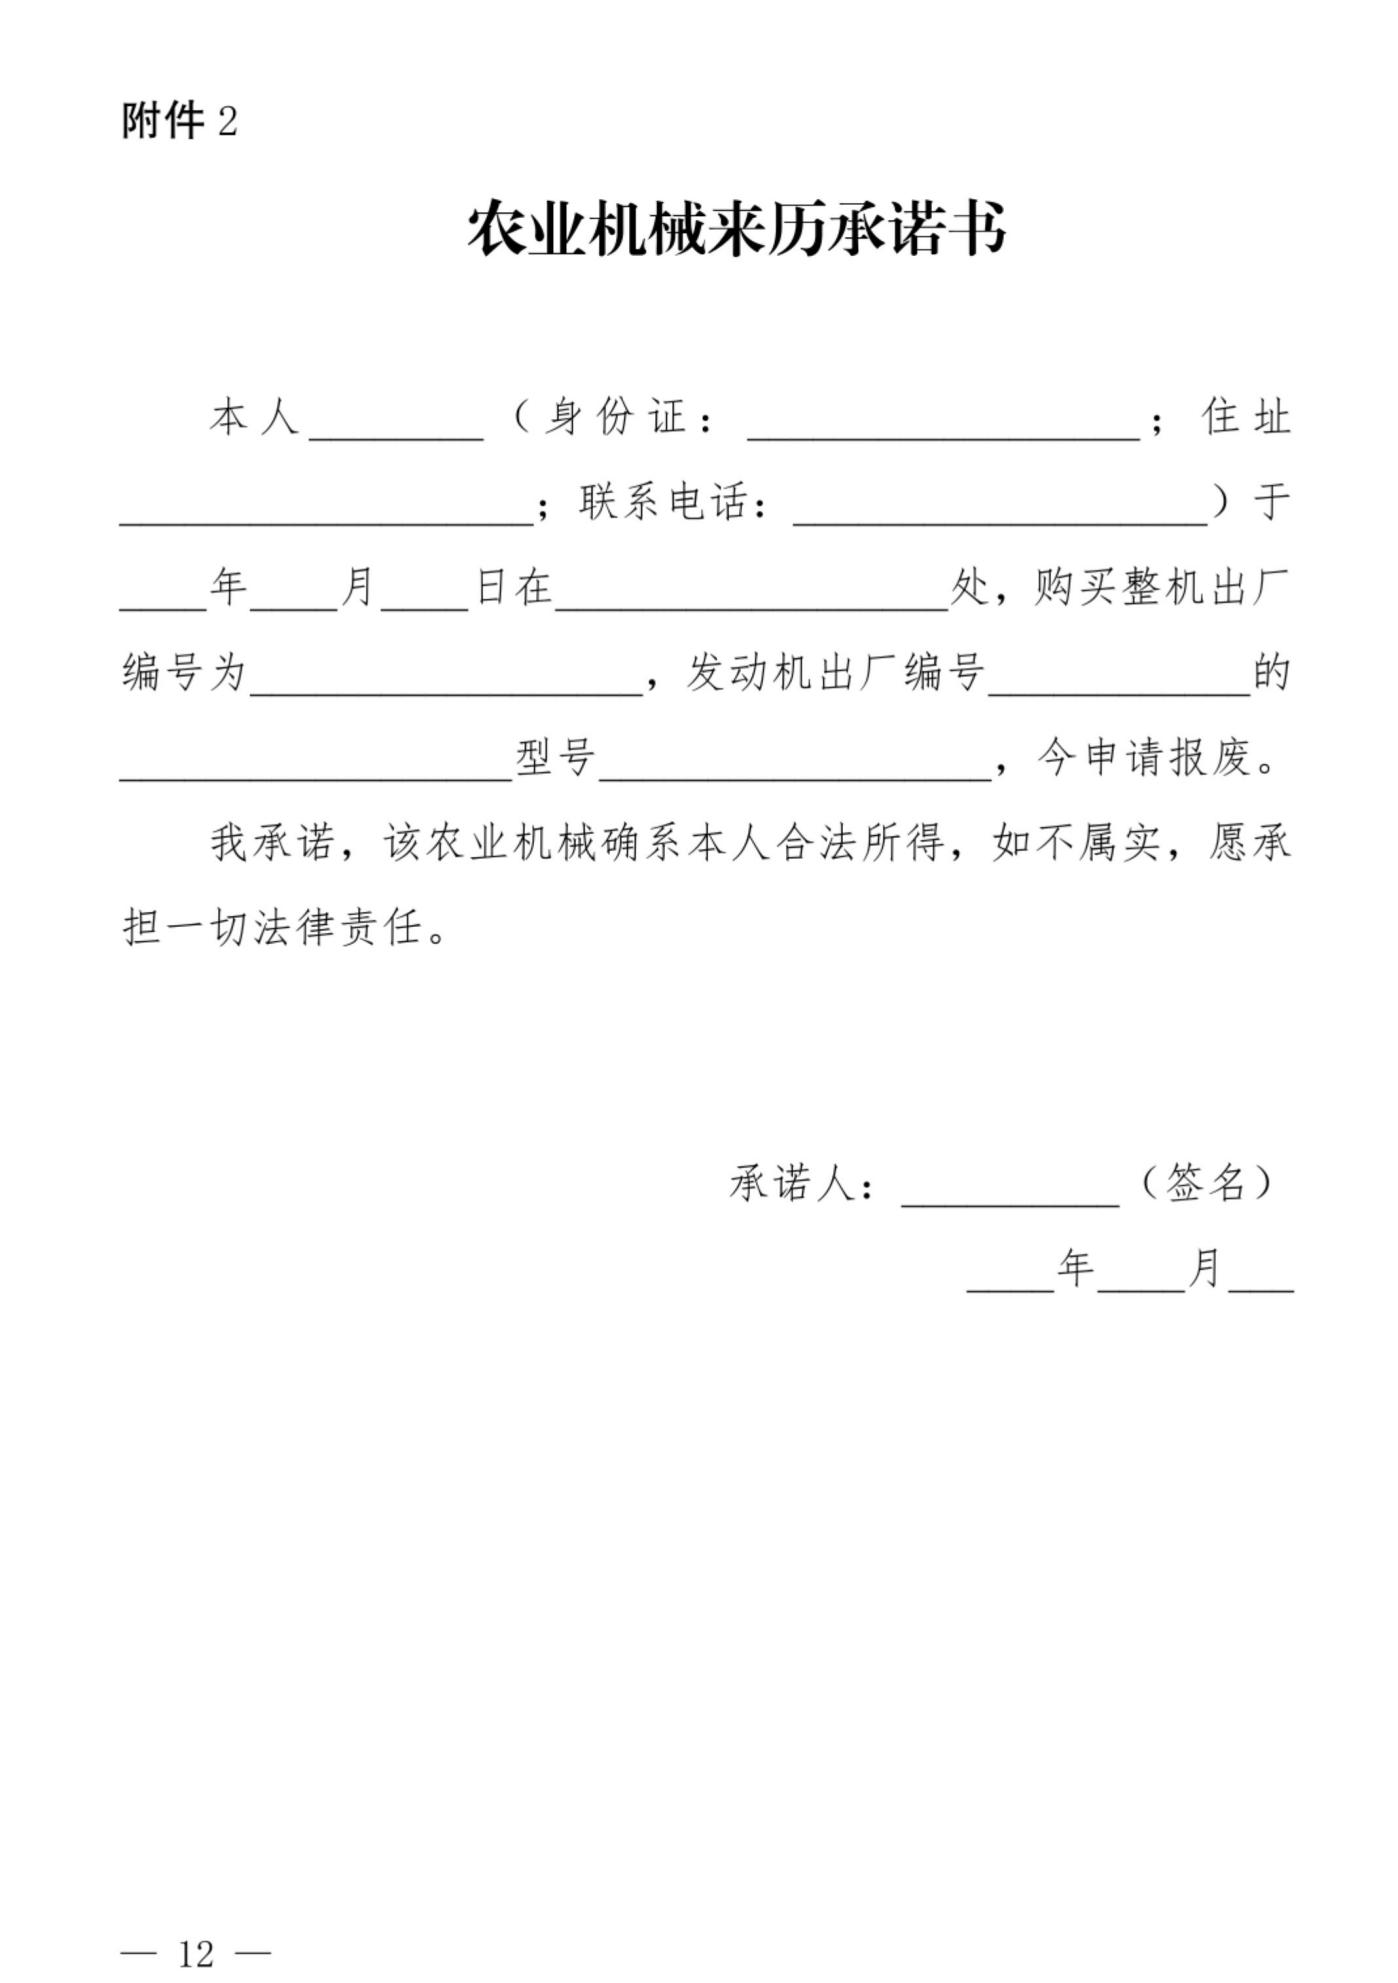 附件2
农业机械来历承诺书
本人________（身份证：__________________；住址
___________________；联系电话：___________________）于
____年____月____日在__________________处，购买整机出厂
编号为__________________，发动机出厂编号____________的
__________________型号__________________，今申请报废。
我承诺，该农业机械确系本人合法所得，如不属实，愿承
担一切法律责任。
承诺人：__________（签名）
____年____月___
— 12 —